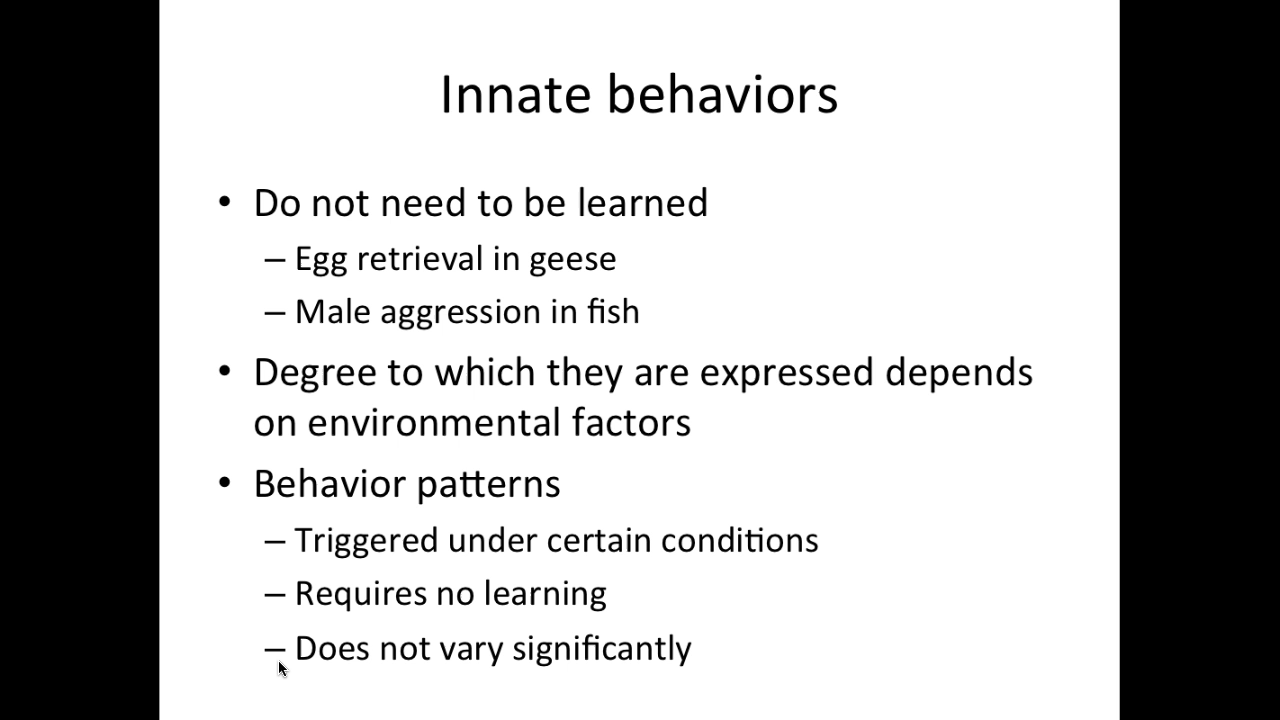 Innate behaviors
• Do not need to be learned
– Egg retrieval in geese
– Male aggression in fish
• Degree to which they are expressed depends
on environmental factors
• Behavior patterns
– Triggered under certain conditions
– Requires no learning
– Does not vary significantly